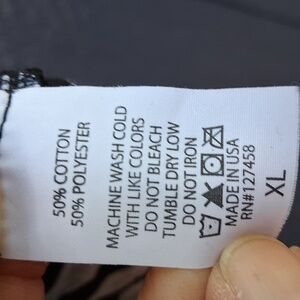 50% COTTON
50% POLYESTER
MACHINE WASH COLD
WITH LIKE COLORS
DO NOT BLEACH
TUMBLE DRY LOW
DO NOT IRON
MADE IN USA
RN#127458
XL